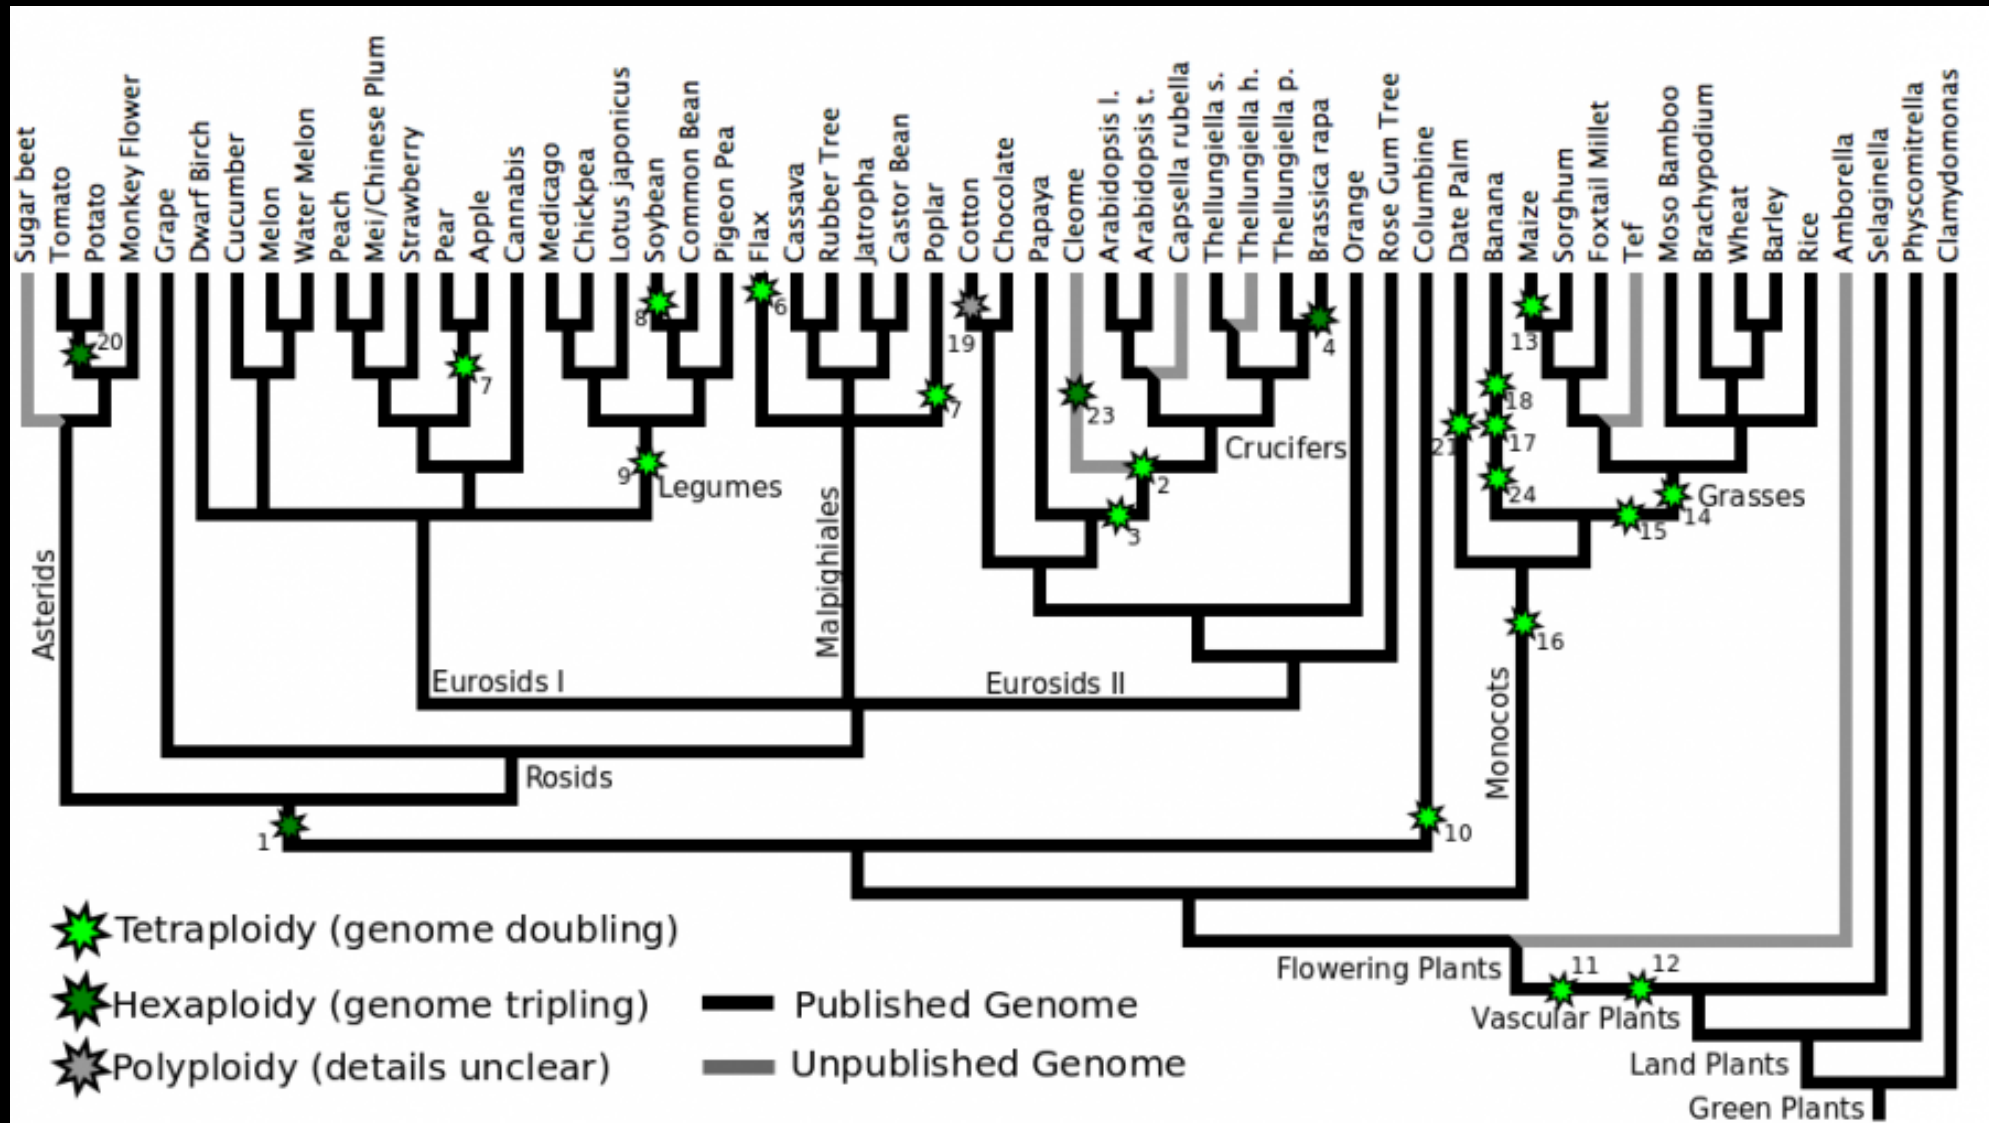 Sugar beet
Tomato
Potato
Monkey Flower
Grape
Dwarf Birch
Cucumber
Melon
Water Melon
Peach
Mei/Chinese Plum
Strawberry
Pear
Apple
Cannabis
Medicago
Chickpea
Lotus japonicus
Soybean
Common Bean
Pigeon Pea
Flax
Cassava
Rubber Tree
Jatropha
Castor Bean
Poplar
Cotton
Chocolate
Papaya
Cleome
Arabidopsis l.
Arabidopsis t.
Capsella rubella
Thellungiella s.
Thellungiella h.
Thellungiella p.
Brassica rapa
Orange
Rose Gum Tree
Columbine
Date Palm
Banana
Maize
Sorghum
Foxtail Millet
Tef
Moso Bamboo
Brachypodium
Wheat
Barley
Rice
Amborella
Selaginella
Physcomitrella
Clamydomonas
20
8
6
19
4
13
7
7
23
18
21
17
Crucifers
9
Legumes
2
24
Grasses
14
3
15
Asterids
Malpighiales
16
Eurosids I
Eurosids II
Monocots
Rosids
1
10
Tetraploidy (genome doubling)
Hexaploidy (genome tripling)
Polyploidy (details unclear)
Published Genome
Unpublished Genome
Flowering Plants
11
12
Vascular Plants
Land Plants
Green Plants